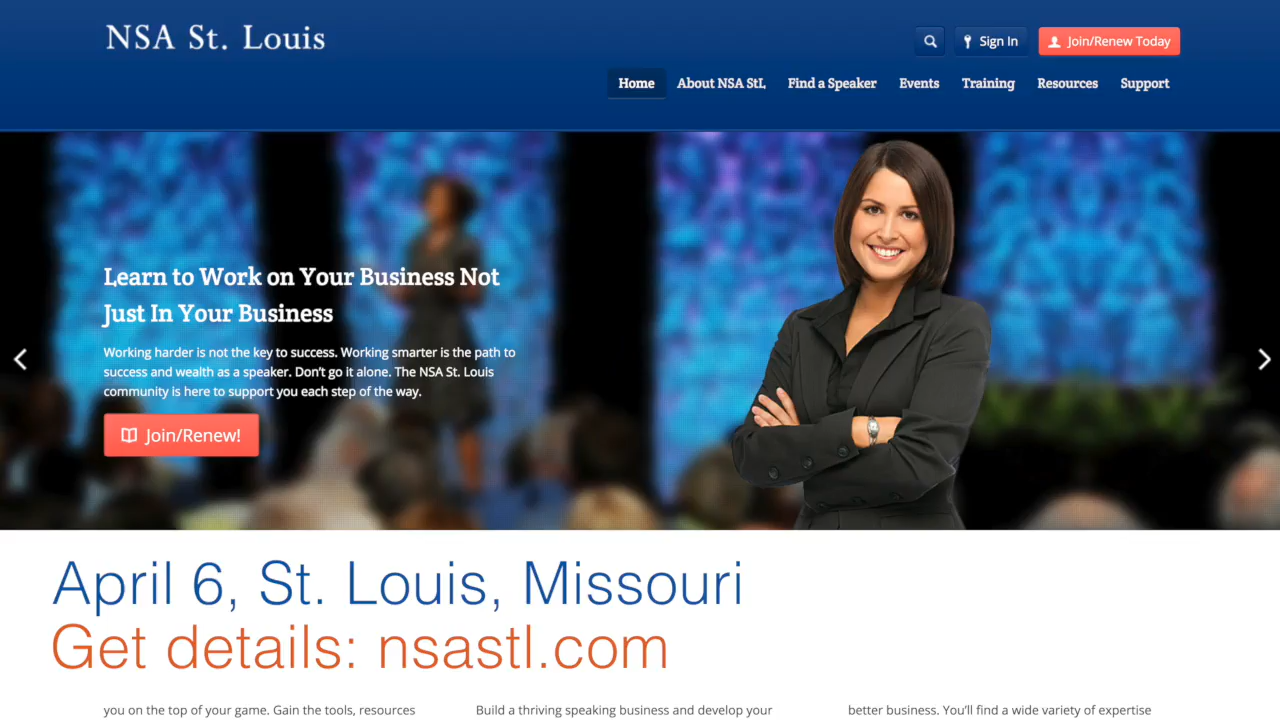 NSA St. Louis
Sign In
Join/Renew Today
Home About NSA StL Find a Speaker Events Training Resources Support
Learn to Work on Your Business Not
Just In Your Business
Working harder is not the key to success. Working smarter is the path to
success and wealth as a speaker. Don't go it alone. The NSA St. Louis
community is here to support you each step of the way.
Join/Renew!
April 6, St. Louis, Missouri
Get details: nsastl.com
you on the top of your game. Gain the tools, resources
Build a thriving speaking business and develop your
better business. You'll find a wide variety of expertise